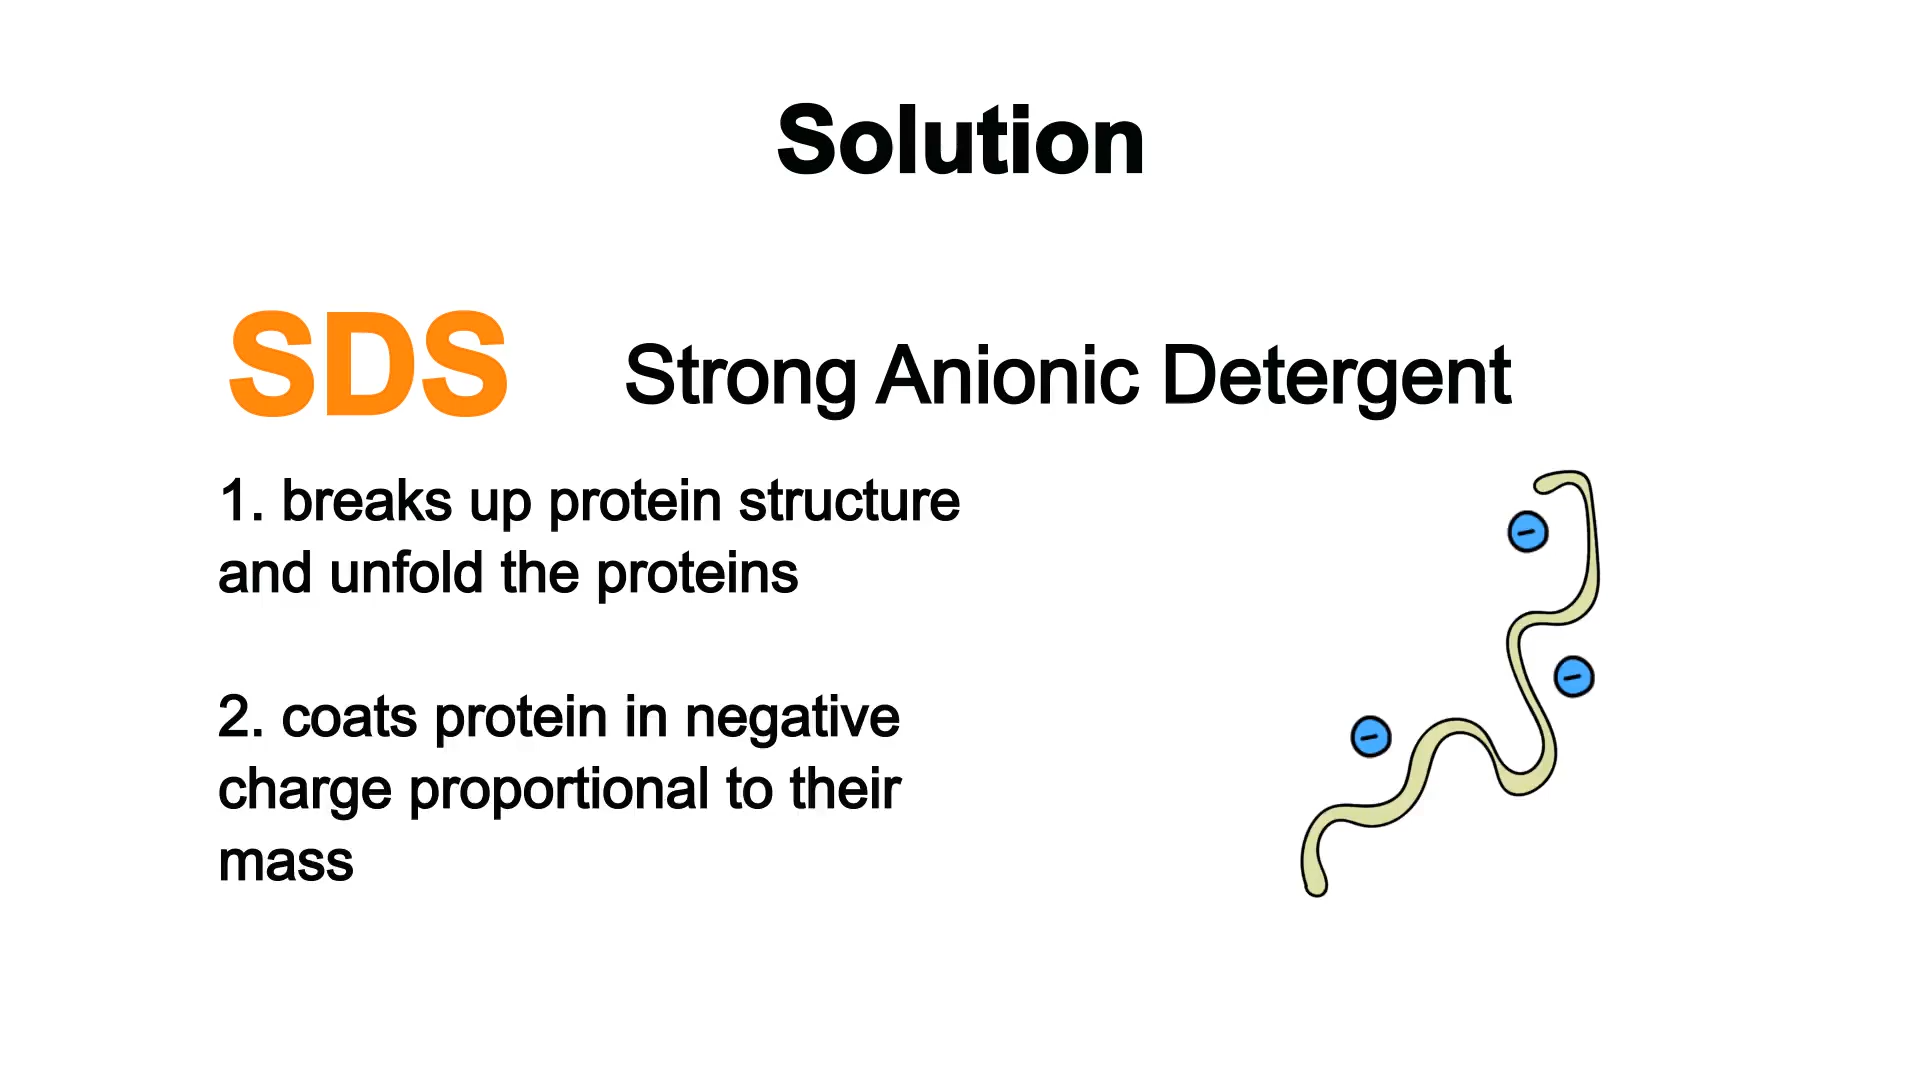 Solution
SDS
Strong Anionic Detergent
1. breaks up protein structure
and unfold the proteins
2. coats protein in negative
charge proportional to their
mass